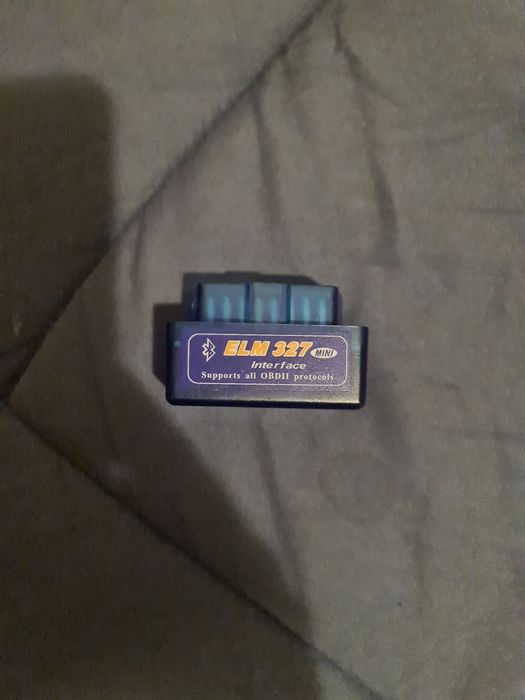 ELM 327 MINI
Interface
Supports all OBDII protocols